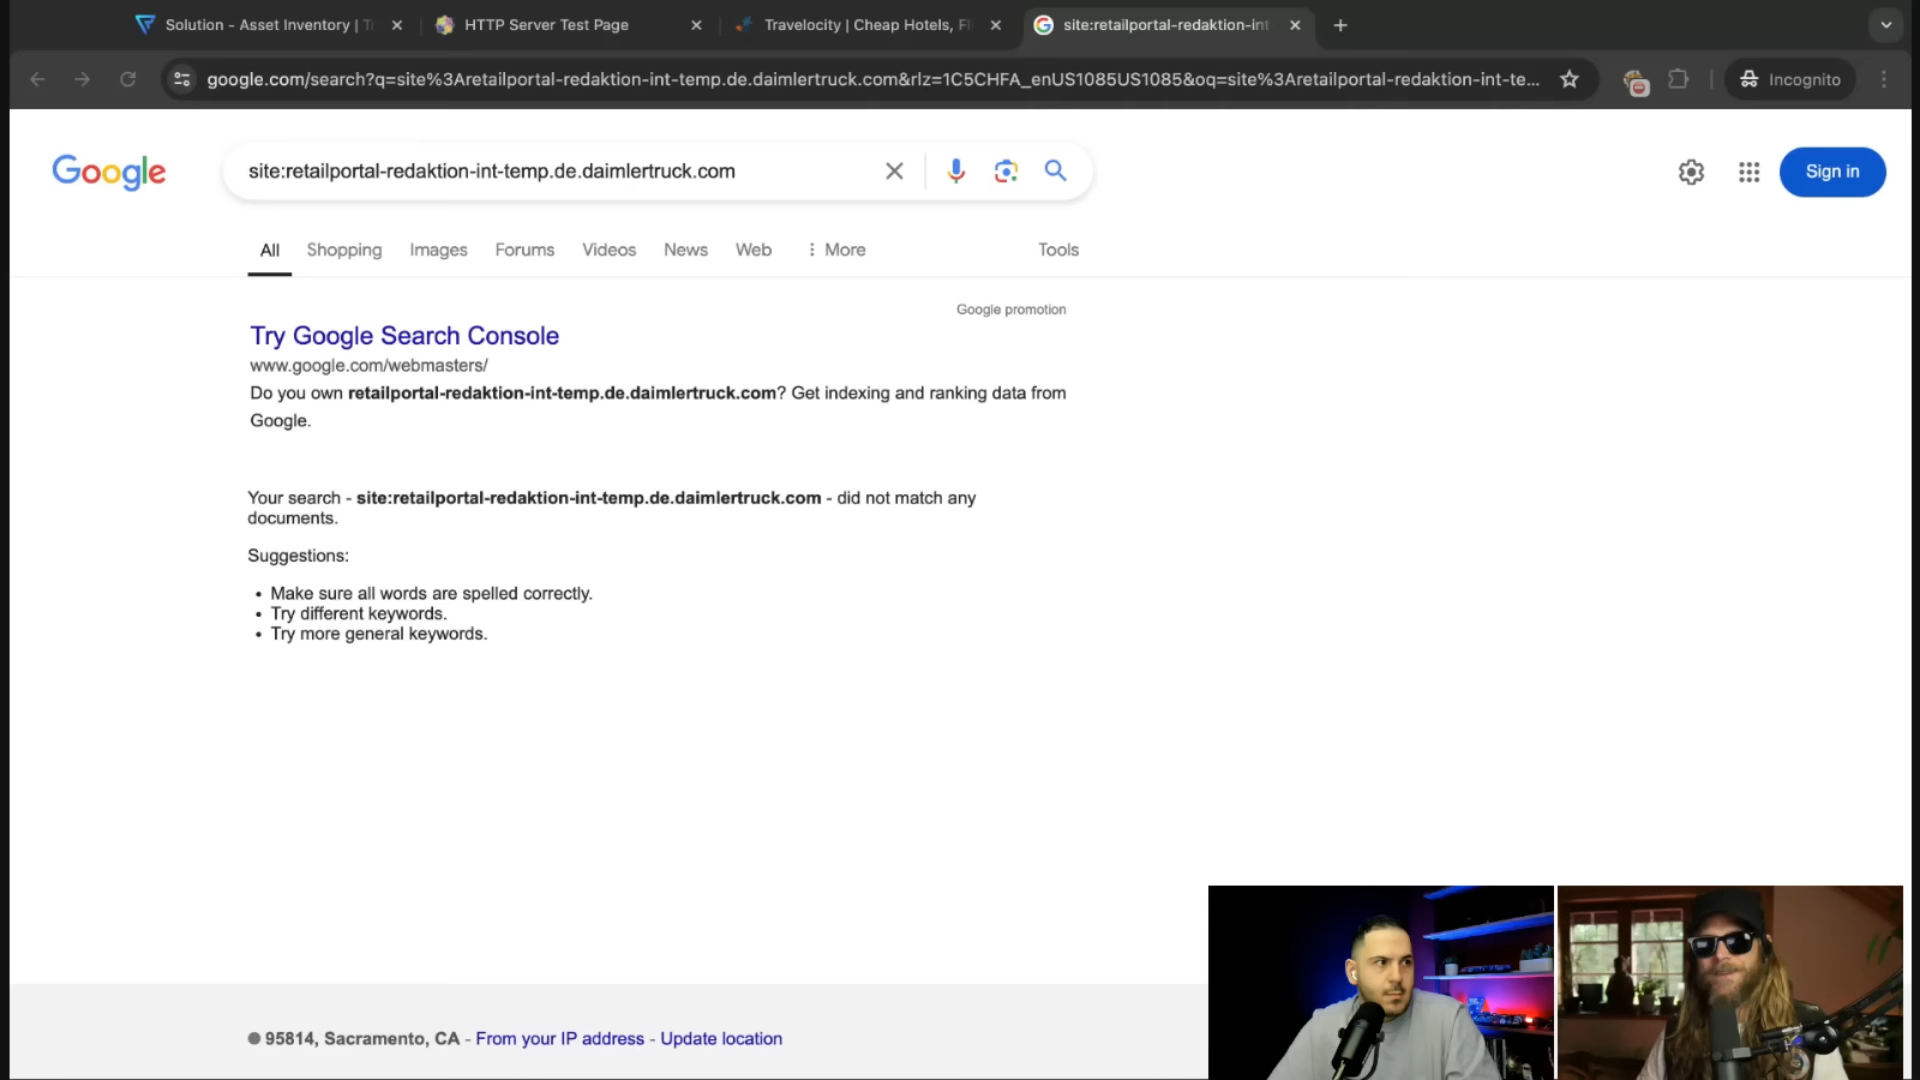 Solution - Asset Inventory | T
HTTP Server Test Page
Travelocity | Cheap Hotels, Fl
site:retailportal-redaktion-int
google.com/search?q=site%3Aretailportal-redaktion-int-temp.de.daimlertruck.com&rlz=1C5CHFA_enUS1085US1085&oq=site%3Aretailportal-redaktion-int-te...
Incognito
Google
site:retailportal-redaktion-int-temp.de.daimlertruck.com
Sign in
All Shopping Images Forums Videos News Web More Tools
Google promotion
Try Google Search Console
www.google.com/webmasters/
Do you own retailportal-redaktion-int-temp.de.daimlertruck.com? Get indexing and ranking data from
Google.
Your search - site:retailportal-redaktion-int-temp.de.daimlertruck.com - did not match any
documents.
Suggestions:
• Make sure all words are spelled correctly.
• Try different keywords.
• Try more general keywords.
95814, Sacramento, CA - From your IP address - Update location